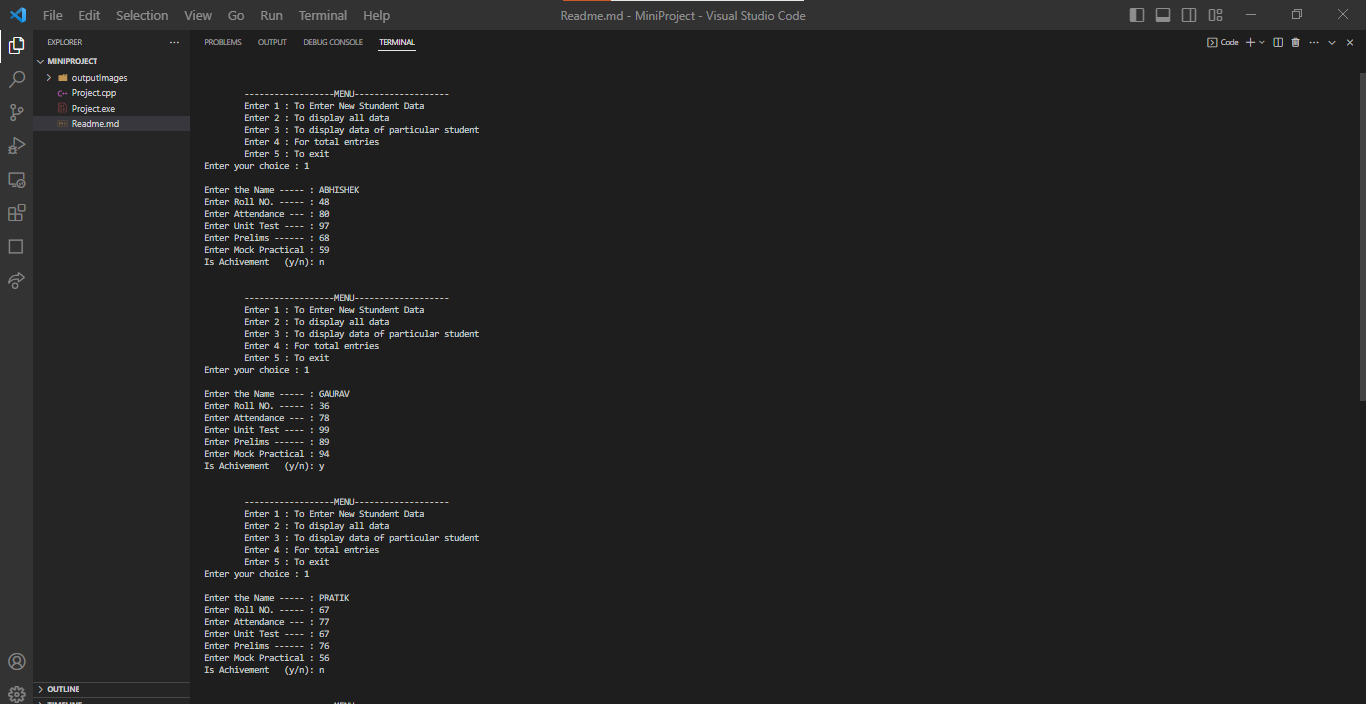 File Edit Selection View Go Run Terminal Help
Readme.md - MiniProject - Visual Studio Code
EXPLORER
MINIPROJECT
outputImages
Project.cpp
Project.exe
Readme.md
OUTLINE
TIMELINE
PROBLEMS OUTPUT DEBUG CONSOLE TERMINAL
Code
------------------MENU-------------------
Enter 1 : To Enter New Stundent Data
Enter 2 : To display all data
Enter 3 : To display data of particular student
Enter 4 : For total entries
Enter 5 : To exit
Enter your choice : 1
Enter the Name ----- : ABHISHEK
Enter Roll NO. ----- : 48
Enter Attendance --- : 80
Enter Unit Test ---- : 97
Enter Prelims ------ : 68
Enter Mock Practical : 59
Is Achivement   (y/n): n
------------------MENU-------------------
Enter 1 : To Enter New Stundent Data
Enter 2 : To display all data
Enter 3 : To display data of particular student
Enter 4 : For total entries
Enter 5 : To exit
Enter your choice : 1
Enter the Name ----- : GAURAV
Enter Roll NO. ----- : 36
Enter Attendance --- : 78
Enter Unit Test ---- : 99
Enter Prelims ------ : 89
Enter Mock Practical : 94
Is Achivement   (y/n): y
------------------MENU-------------------
Enter 1 : To Enter New Stundent Data
Enter 2 : To display all data
Enter 3 : To display data of particular student
Enter 4 : For total entries
Enter 5 : To exit
Enter your choice : 1
Enter the Name ----- : PRATIK
Enter Roll NO. ----- : 67
Enter Attendance --- : 77
Enter Unit Test ---- : 67
Enter Prelims ------ : 76
Enter Mock Practical : 56
Is Achivement   (y/n): n
------------------MENU-------------------